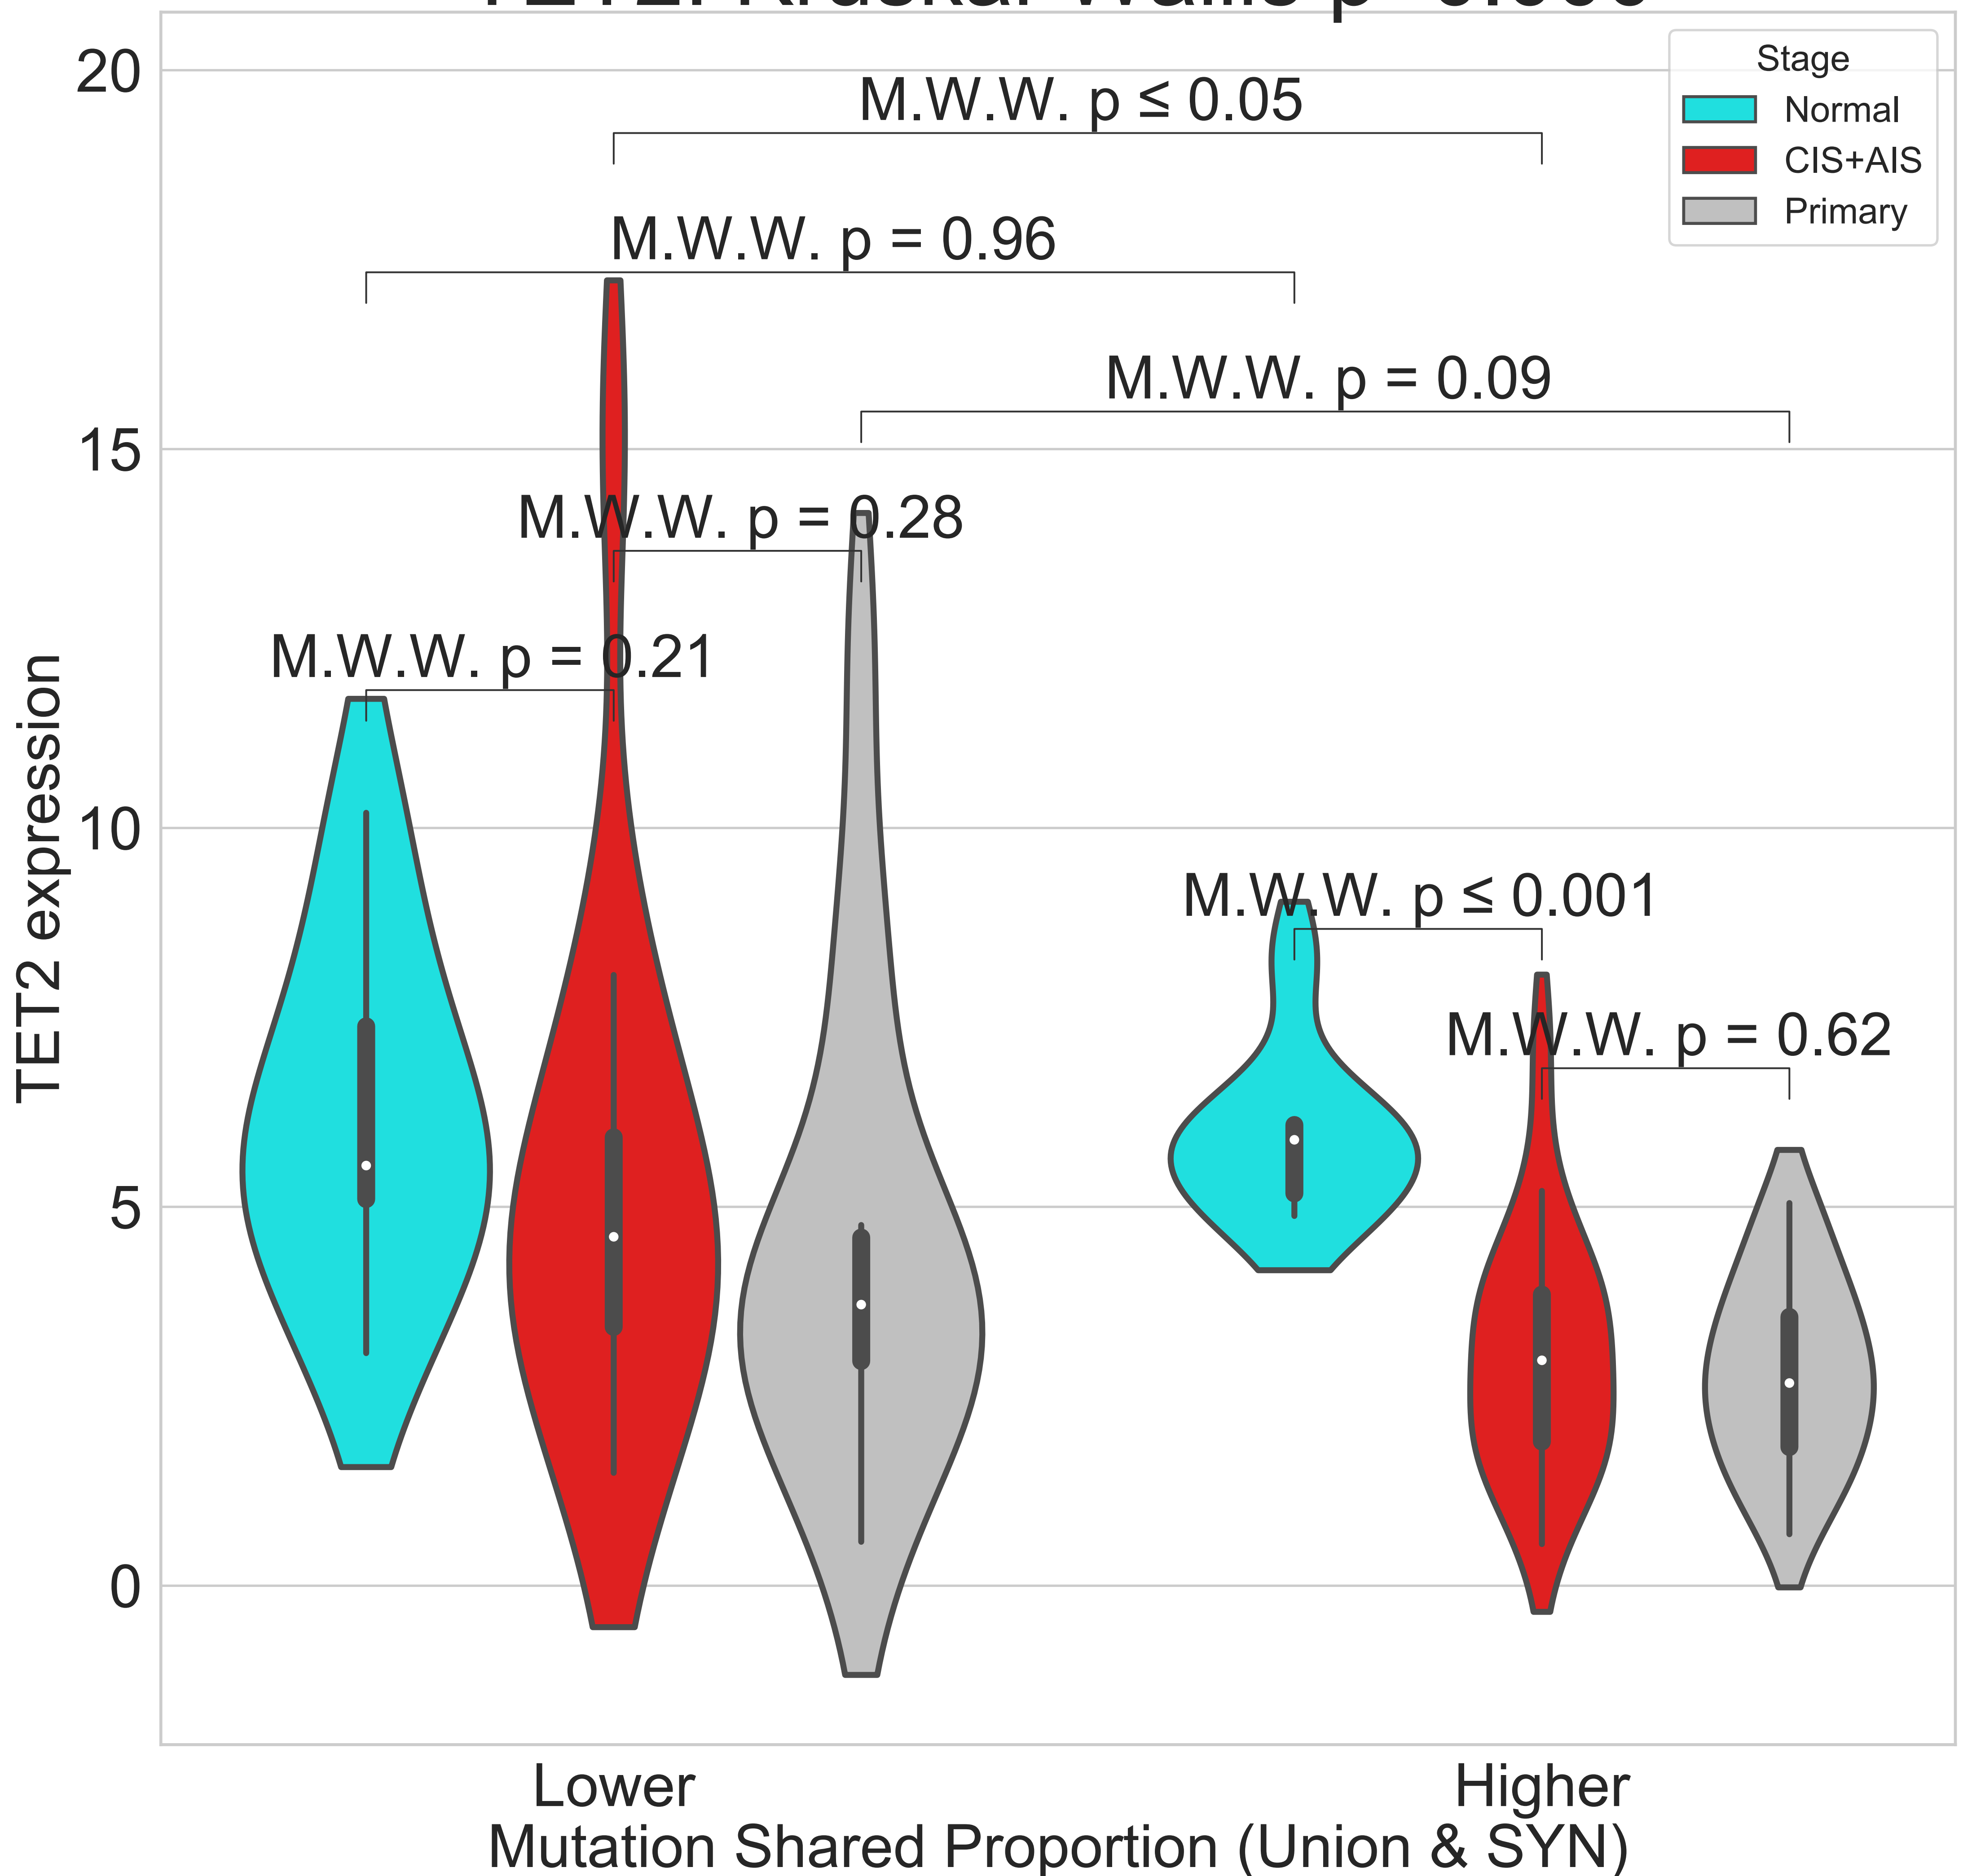 20
M.W.W. p ≤ 0.05
Stage
Normal
CIS+AIS
Primary
M.W.W. p = 0.96
M.W.W. p = 0.09
15
M.W.W. p = 0.28
M.W.W. p = 0.21
TET2 expression
10
M.W.W. p ≤ 0.001
M.W.W. p = 0.62
5
0
Lower
Higher
Mutation Shared Proportion (Union & SYN)